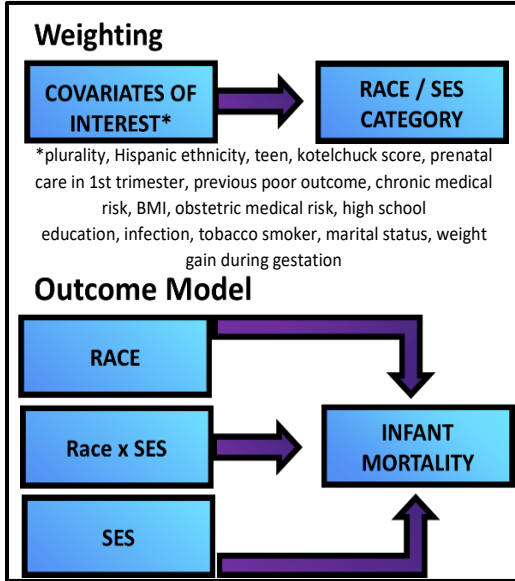 Weighting
COVARIATES OF
INTEREST*
RACE / SES
CATEGORY
*plurality, Hispanic ethnicity, teen, kotelchuck score, prenatal
care in 1st trimester, previous poor outcome, chronic medical
risk, BMI, obstetric medical risk, high school
education, infection, tobacco smoker, marital status, weight
gain during gestation
Outcome Model
RACE
Race x SES
SES
INFANT
MORTALITY